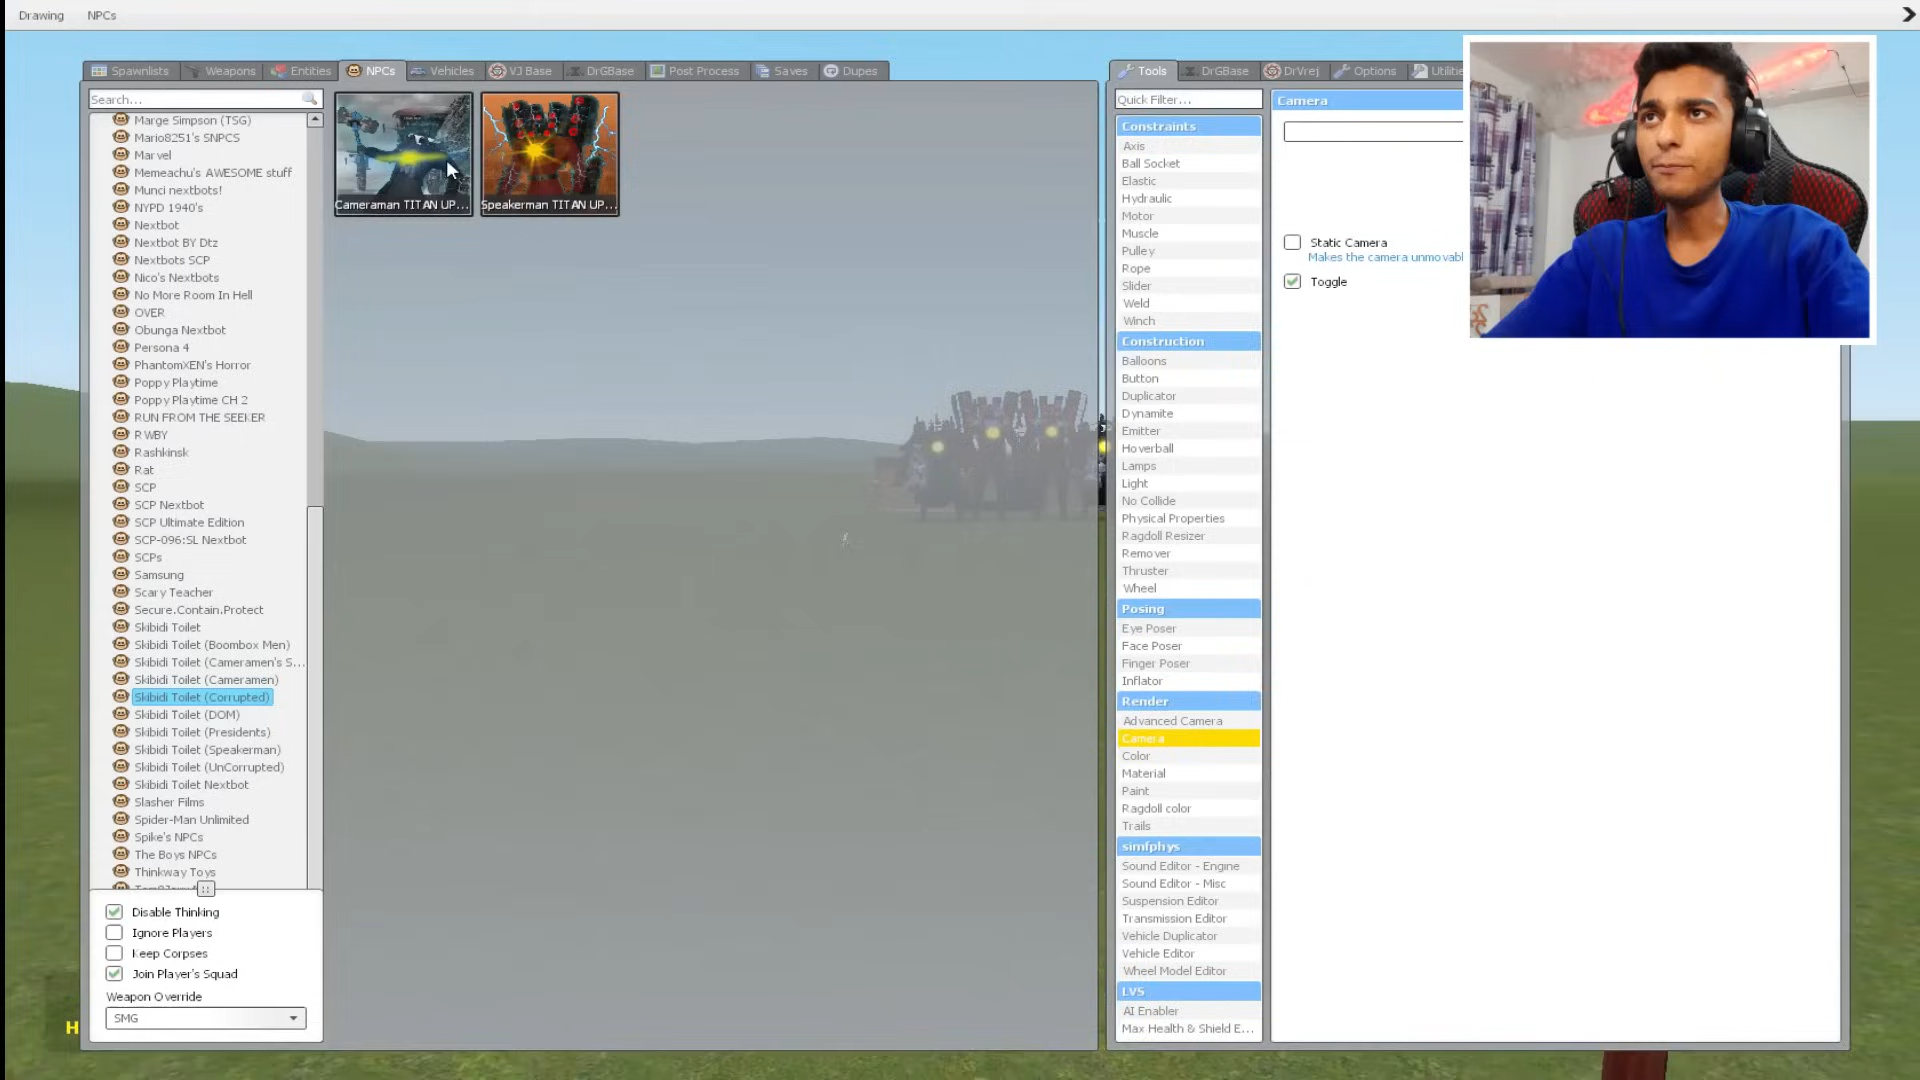 Drawing NPCs
Spawnlists Weapons Entities NPCs Vehicles VJ Base DrGBase Post Process Saves Dupes
Search...
Marge Simpson (TSG)
Mario8251's SNPCS
Marvel
Memeachu's AWESOME stuff
Munci nextbots!
NYPD 1940's
Nextbot
Nextbot BY Dtz
Nextbots SCP
Nico's Nextbots
No More Room In Hell
OVER
Obunga Nextbot
Persona 4
PhantomXEN's Horror
Poppy Playtime
Poppy Playtime CH 2
RUN FROM THE SEEKER
RWBY
Rashkinsk
Rat
SCP
SCP Nextbot
SCP Ultimate Edition
SCP-096:SL Nextbot
SCPs
Samsung
Scary Teacher
Secure.Contain.Protect
Skibidi Toilet
Skibidi Toilet (Boombox Men)
Skibidi Toilet (Cameramen's S...
Skibidi Toilet (Cameramen)
Skibidi Toilet (Corrupted)
Skibidi Toilet (DOM)
Skibidi Toilet (Presidents)
Skibidi Toilet (Speakerman)
Skibidi Toilet (UnCorrupted)
Skibidi Toilet Nextbot
Slasher Films
Spider-Man Unlimited
Spike's NPCs
The Boys NPCs
Thinkway Toys
Disable Thinking
Ignore Players
Keep Corpses
Join Player's Squad
Weapon Override
SMG
H
Cameraman TITAN UP... Speakerman TITAN UP...
Tools DrGBase DrVrej Options Utilitie
Quick Filter...
Constraints
Axis
Ball Socket
Elastic
Hydraulic
Motor
Muscle
Pulley
Rope
Slider
Weld
Winch
Construction
Balloons
Button
Duplicator
Dynamite
Emitter
Hoverball
Lamps
Light
No Collide
Physical Properties
Ragdoll Resizer
Remover
Thruster
Wheel
Posing
Eye Poser
Face Poser
Finger Poser
Inflator
Render
Advanced Camera
Camera
Color
Material
Paint
Ragdoll color
Trails
simfphys
Sound Editor - Engine
Sound Editor - Misc
Suspension Editor
Transmission Editor
Vehicle Duplicator
Vehicle Editor
Wheel Model Editor
LVS
AI Enabler
Max Health & Shield E...
Camera
Static Camera
Makes the camera unmovabl
Toggle